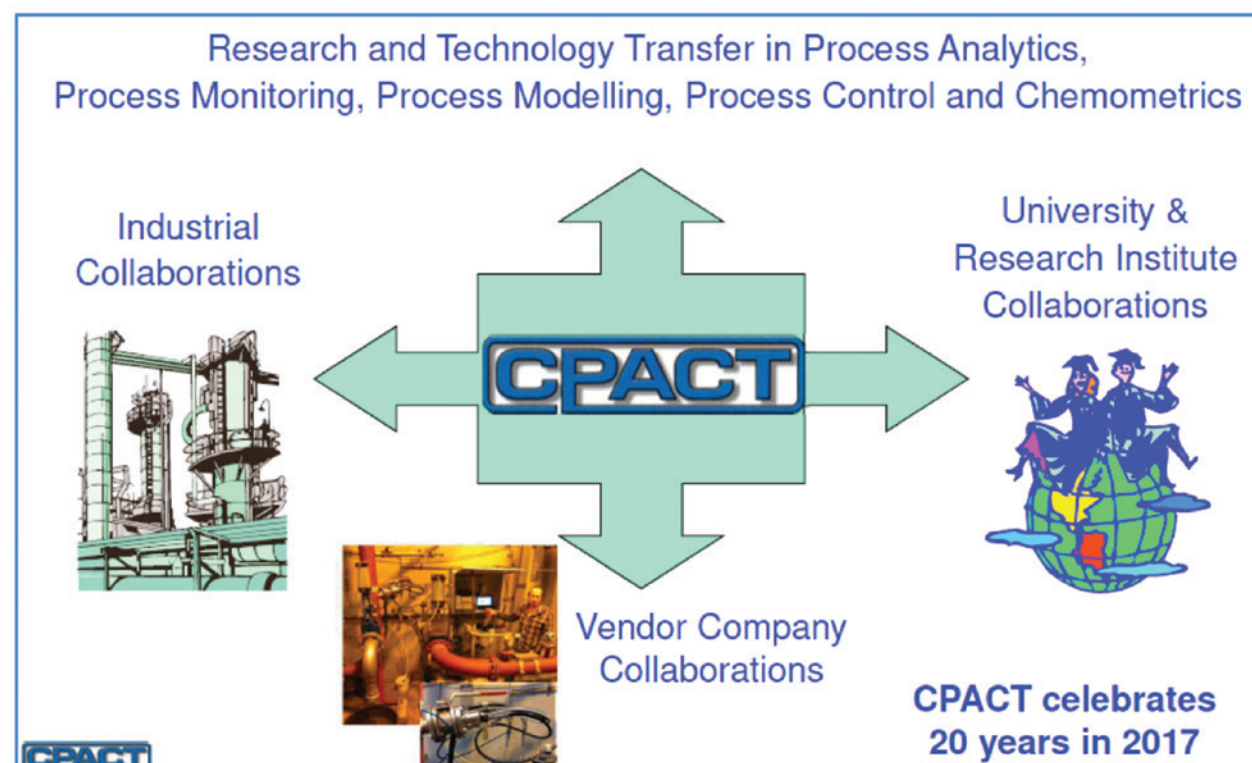 Research and Technology Transfer in Process Analytics,
Process Monitoring, Process Modelling, Process Control and Chemometrics
Industrial
Collaborations
University &
Research Institute
Collaborations
CPACT
Vendor Company
Collaborations
CPACT celebrates
20 years in 2017
CPACT